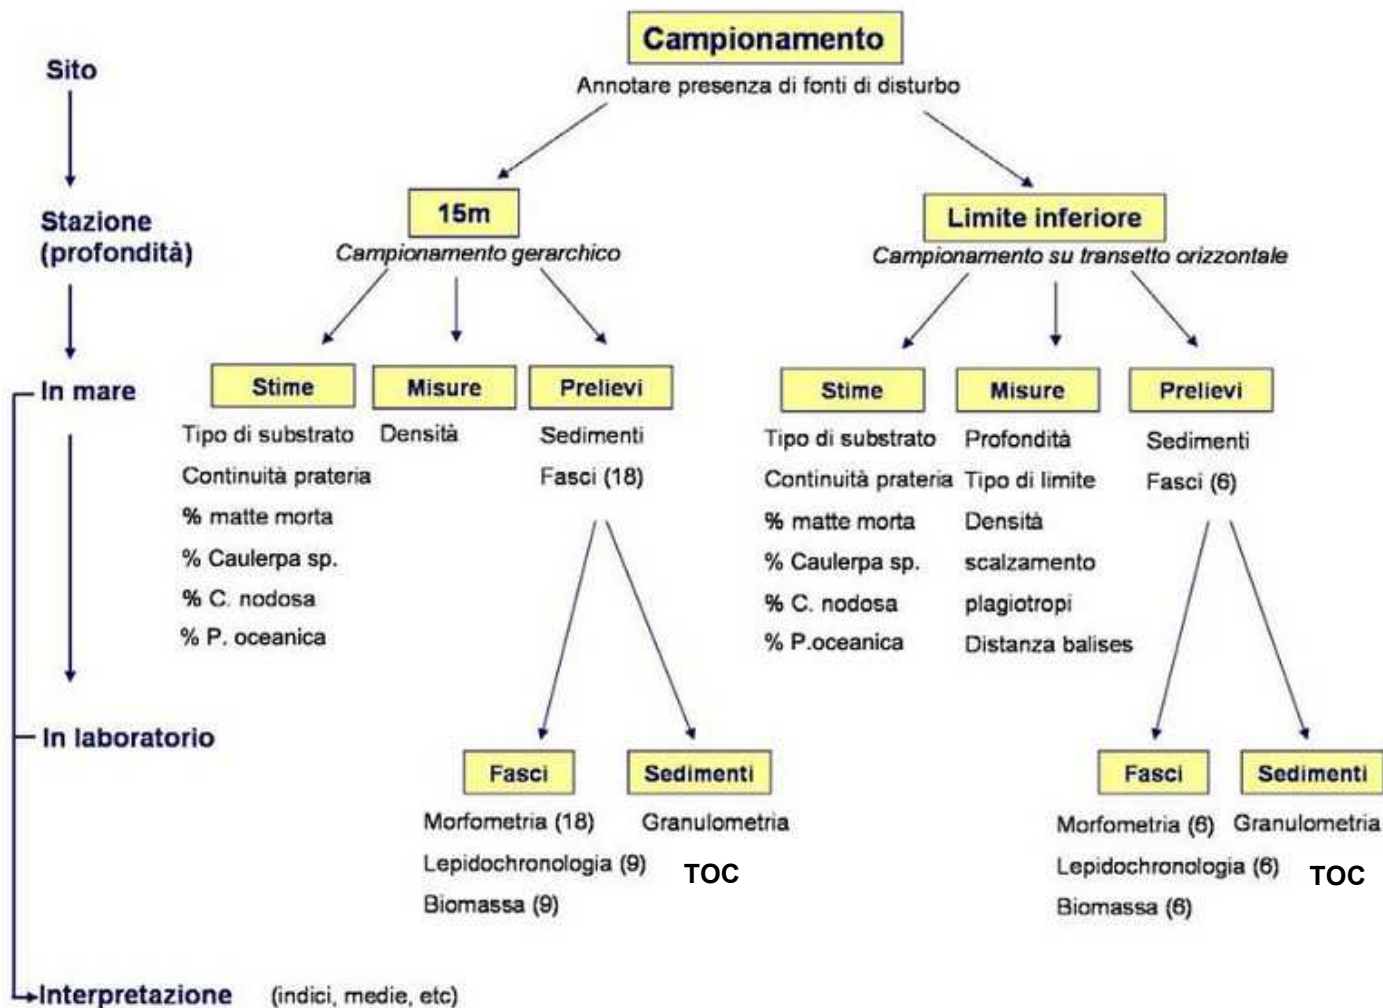 Campionamento
Annotare presenza di fonti di disturbo
Sito
Stazione
(profondità)
15m
Campionamento gerarchico
Limite inferiore
Campionamento su transetto orizzontale
In mare
Stime
Tipo di substrato
Continuità prateria
% matte morta
% Caulerpa sp.
% C. nodosa
% P. oceanica
Misure
Densità
Prelievi
Sedimenti
Fasci (18)
Stime
Tipo di substrato
Continuità prateria
% matte morta
% Caulerpa sp.
% C. nodosa
% P.oceanica
Misure
Profondità
Tipo di limite
Densità
scalzamento
plagiotropi
Distanza balises
Prelievi
Sedimenti
Fasci (6)
In laboratorio
Fasci
Morfometria (18)
Lepidochronologia (9)
Biomassa (9)
Sedimenti
Granulometria
TOC
Fasci
Morfometria (6)
Lepidochronologia (6)
Biomassa (6)
Sedimenti
Granulometria
TOC
Interpretazione (indici, medie, etc)